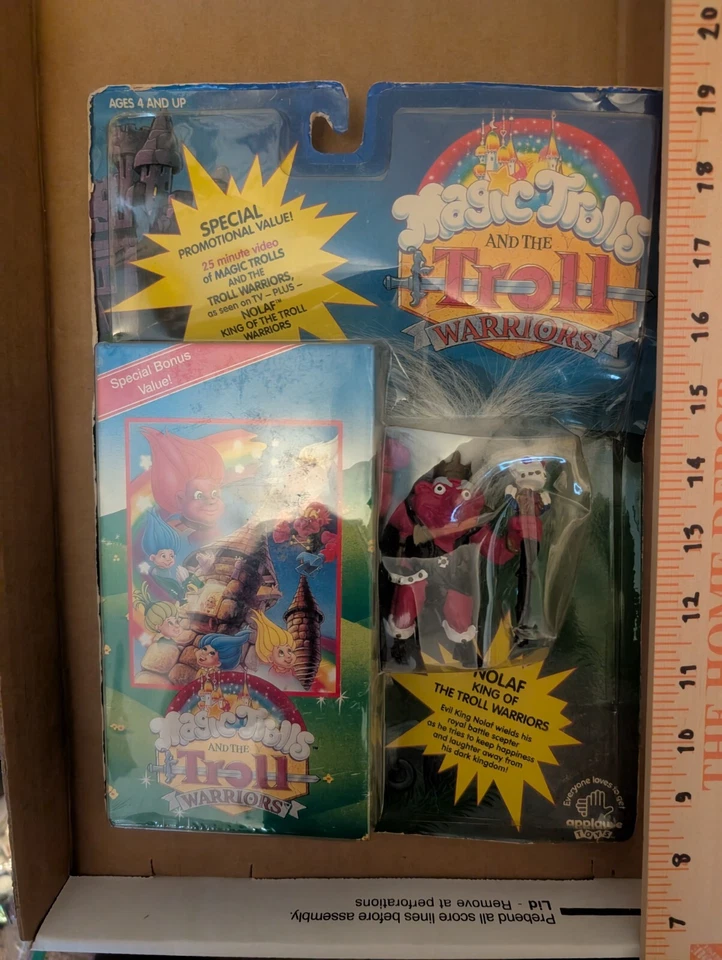 AGES 4 AND UP
SPECIAL
PROMOTIONAL VALUE!
25 minute video
of MAGIC TROLLS
AND THE
TROLL WARRIORS,
as seen on TV – PLUS –
NOLAF™
KING OF THE TROLL
WARRIORS
Magic Trolls
AND THE
Troll
WARRIORS™
Special Bonus
Value!
Magic Trolls™
AND THE
Troll
WARRIORS™
NOLAF
KING OF
THE TROLL WARRIORS
Evil King Nolaf wields his
royal battle scepter
as he tries to keep happiness
and laughter away from
his dark kingdom!
Everyone loves to get
applause
TOYS
Prebend all score lines before assembly.
Lid - Remove at perforations
20
19
18
17
16
15
14
13
12
11
10
9
8
7
THE HOME DEPOT